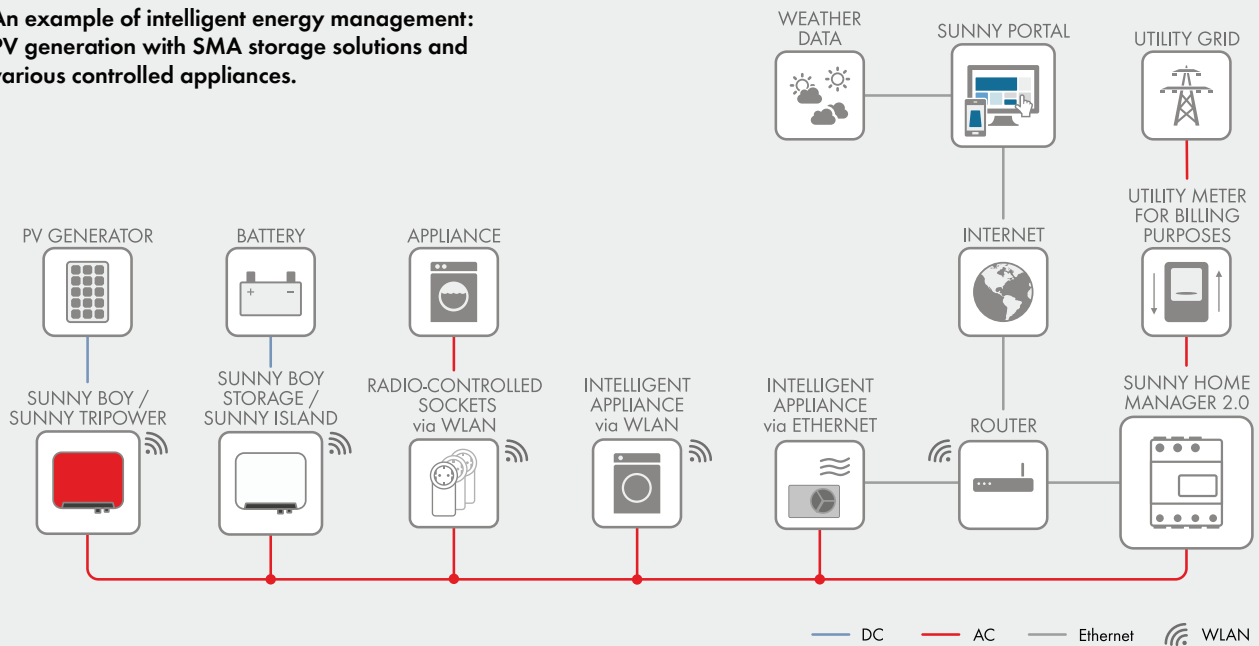 An example of intelligent energy management:
PV generation with SMA storage solutions and
various controlled appliances.
WEATHER
DATA
SUNNY PORTAL
UTILITY GRID
UTILITY METER
FOR BILLING
PURPOSES
PV GENERATOR
BATTERY
APPLIANCE
INTERNET
SUNNY BOY /
SUNNY TRIPOWER
SUNNY BOY
STORAGE /
SUNNY ISLAND
RADIO-CONTROLLED
SOCKETS
via WLAN
INTELLIGENT
APPLIANCE
via WLAN
INTELLIGENT
APPLIANCE
via ETHERNET
ROUTER
SUNNY HOME
MANAGER 2.0
DC
AC
Ethernet
WLAN